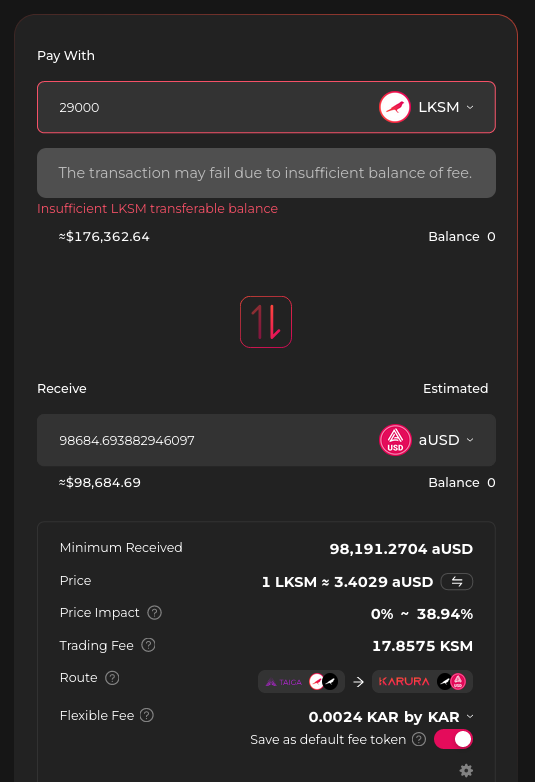 Pay With
29000 LKSM
The transaction may fail due to insufficient balance of fee.
Insufficient LKSM transferable balance
≈$176,362.64 Balance 0
Receive Estimated
98684.693882946097 USD aUSD
≈$98,684.69 Balance 0
Minimum Received 98,191.2704 aUSD
Price 1 LKSM ≈ 3.4029 aUSD
Price Impact ? 0% ~ 38.94%
Trading Fee ? 17.8575 KSM
Route ? TAIGA → KARURA USD
Flexible Fee ? 0.0024 KAR by KAR
Save as default fee token ?